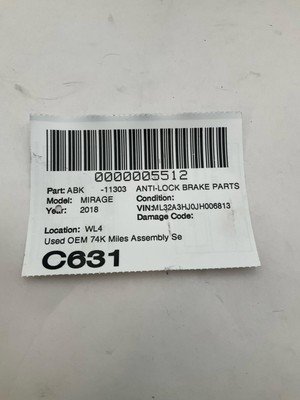 0000005512
Part: ABK -11303 ANTI-LOCK BRAKE PARTS
Model: MIRAGE Condition:
Year: 2018 VIN:ML32A3HJ0JH006813
Damage Code:
Location: WL4
Used OEM 74K Miles Assembly Se
C631